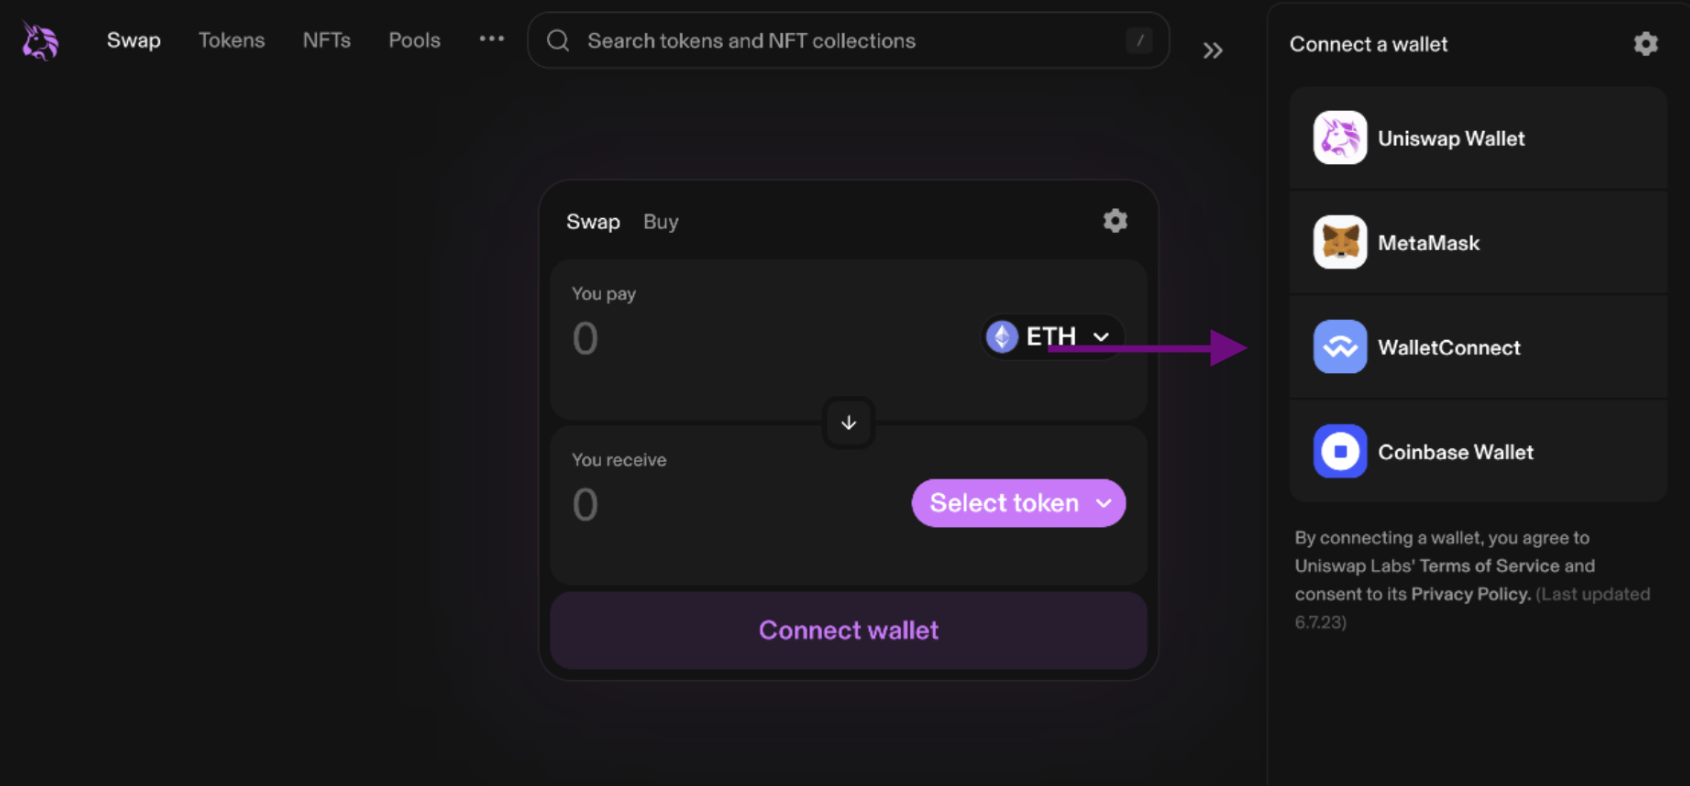 Swap Tokens NFTs Pools ··· Search tokens and NFT collections /
Connect a wallet
Uniswap Wallet
MetaMask
WalletConnect
Coinbase Wallet
By connecting a wallet, you agree to
Uniswap Labs' Terms of Service and
consent to its Privacy Policy. (Last updated
6.7.23)
Swap Buy
You pay
0 ETH
You receive
0 Select token
Connect wallet